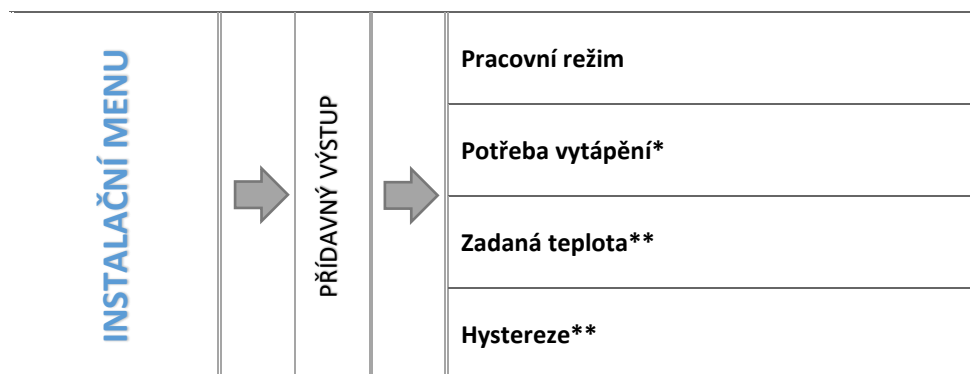 INSTALAČNÍ MENU
PŘÍDAVNÝ VÝSTUP
Pracovní režim
Potřeba vytápění*
Zadaná teplota**
Hystereze**